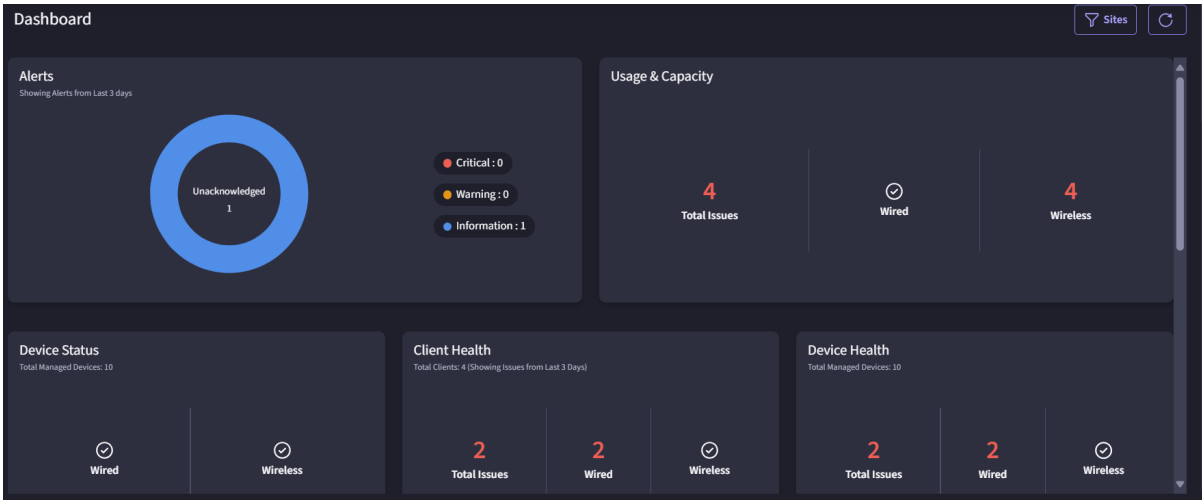 Dashboard
Sites
Alerts
Showing Alerts from Last 3 days
Unacknowledged
1
Critical : 0
Warning : 0
Information : 1
Usage & Capacity
4
Total Issues
Wired
4
Wireless
Device Status
Total Managed Devices: 10
Wired
Wireless
Client Health
Total Clients: 4 (Showing Issues from Last 3 Days)
2
Total Issues
2
Wired
Wireless
Device Health
Total Managed Devices: 10
2
Total Issues
2
Wired
Wireless